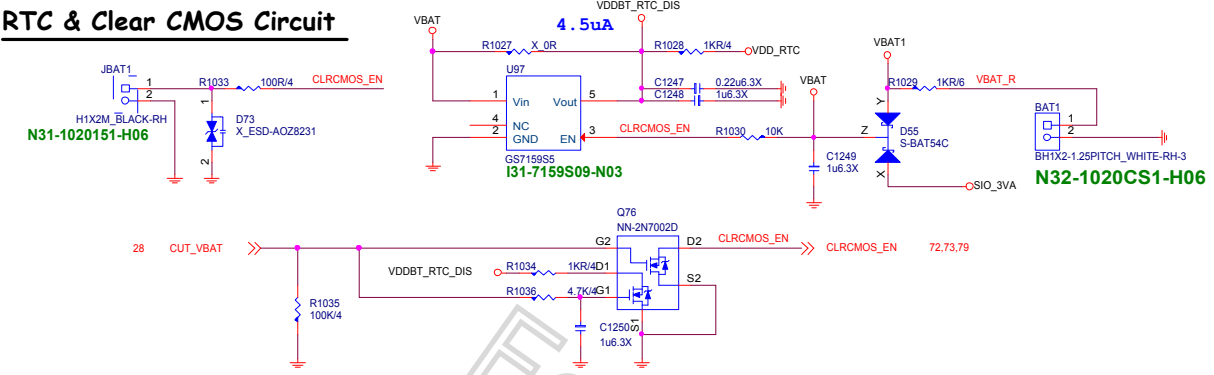 RTC & Clear CMOS Circuit
VBAT
VDDBT_RTC_DIS
4.5uA
R1027 X_0R
R1028 1KR/4
VDD_RTC
VBAT1
JBAT1
1
2
R1033 100R/4
CLRCMOS_EN
H1X2M_BLACK-RH
N31-1020151-H06
1
2
D73
X_ESD-AOZ8231
U97
1 Vin
Vout 5
4 NC
2 GND
EN 3
GS7159S5
I31-7159S09-N03
C1247 0.22u6.3X
C1248 1u6.3X
CLRCMOS_EN
R1030 10K
VBAT
C1249
1u6.3X
R1029 1KR/6
VBAT_R
Y
Z
X
D55
S-BAT54C
SIO_3VA
BAT1
1
2
BH1X2-1.25PITCH_WHITE-RH-3
N32-1020CS1-H06
Q76
NN-2N7002D
28 CUT_VBAT
G2
D2
CLRCMOS_EN
CLRCMOS_EN 72,73,79
VDDBT_RTC_DIS
R1034 1KR/4
D1
S2
R1036 4.7K/4
G1
R1035
100K/4
C1250
1u6.3X
S1